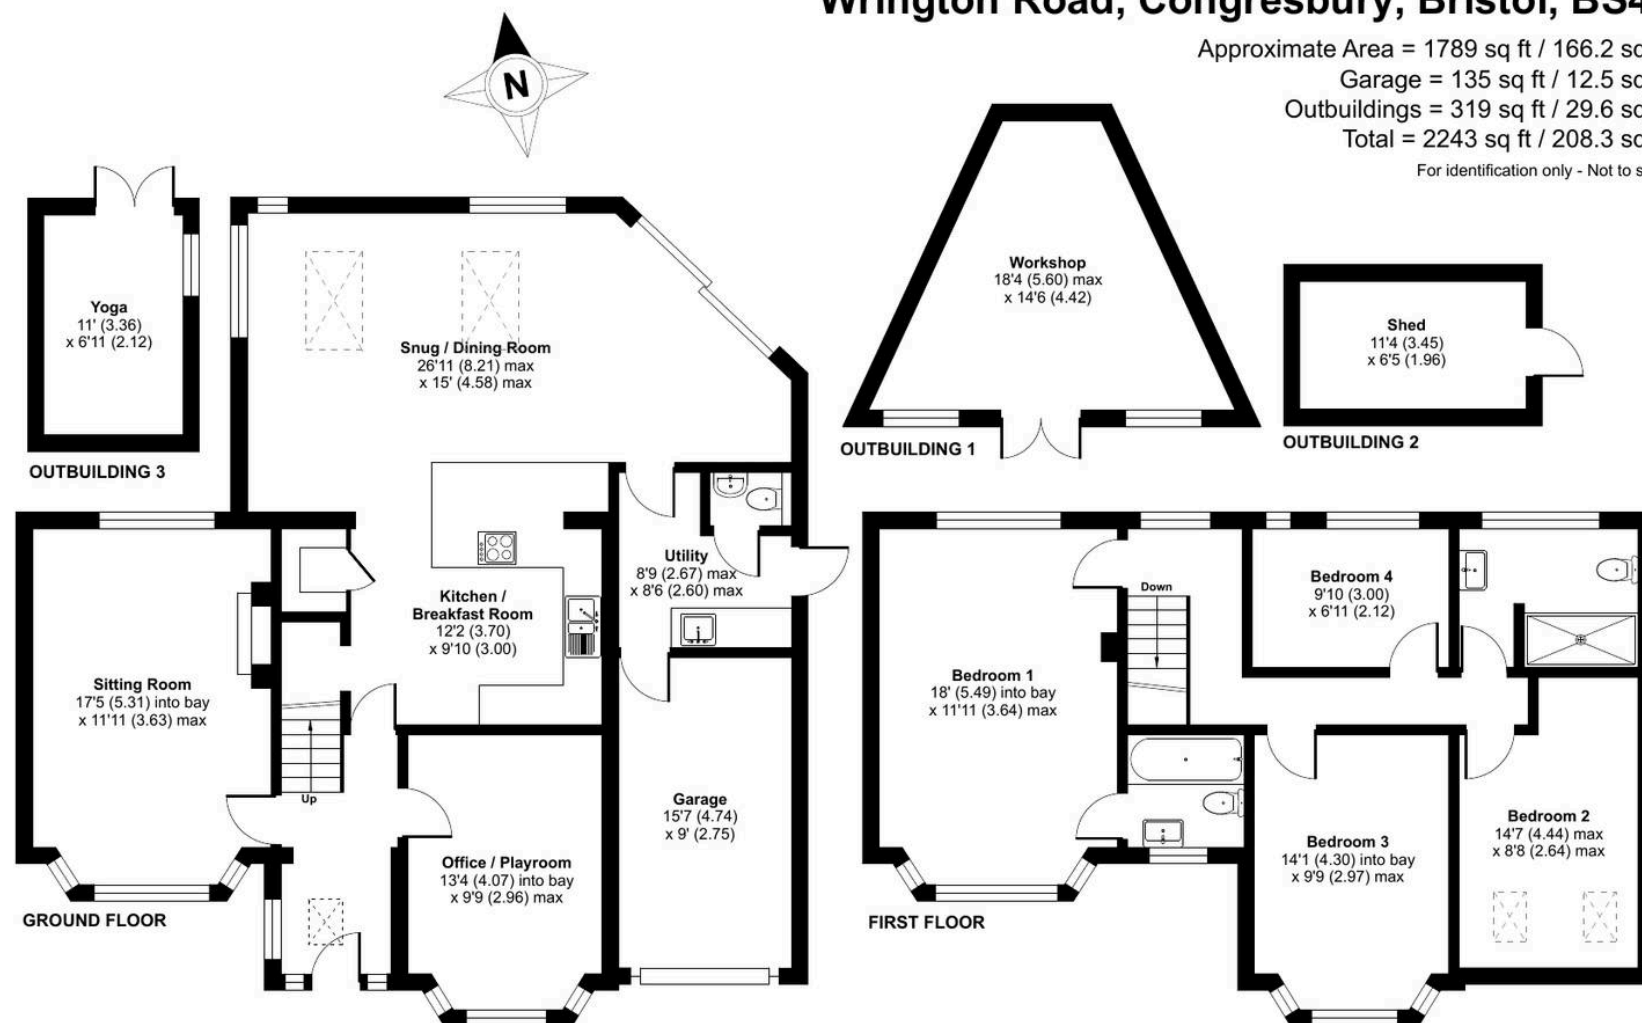 Wrington Road, Congresbury, Bristol, BS4
Approximate Area = 1789 sq ft / 166.2 sq
Garage = 135 sq ft / 12.5 sq
Outbuildings = 319 sq ft / 29.6 sq
Total = 2243 sq ft / 208.3 sq
For identification only - Not to s
N
Yoga
11' (3.36)
x 6'11 (2.12)
OUTBUILDING 3
Snug / Dining Room
26'11 (8.21) max
x 15' (4.58) max
Workshop
18'4 (5.60) max
x 14'6 (4.42)
OUTBUILDING 1
Shed
11'4 (3.45)
x 6'5 (1.96)
OUTBUILDING 2
Sitting Room
17'5 (5.31) into bay
x 11'11 (3.63) max
Kitchen /
Breakfast Room
12'2 (3.70)
x 9'10 (3.00)
Utility
8'9 (2.67) max
x 8'6 (2.60) max
Up
Garage
15'7 (4.74)
x 9' (2.75)
Office / Playroom
13'4 (4.07) into bay
x 9'9 (2.96) max
GROUND FLOOR
Down
Bedroom 1
18' (5.49) into bay
x 11'11 (3.64) max
Bedroom 4
9'10 (3.00)
x 6'11 (2.12)
Bedroom 3
14'1 (4.30) into bay
x 9'9 (2.97) max
Bedroom 2
14'7 (4.44) max
x 8'8 (2.64) max
FIRST FLOOR